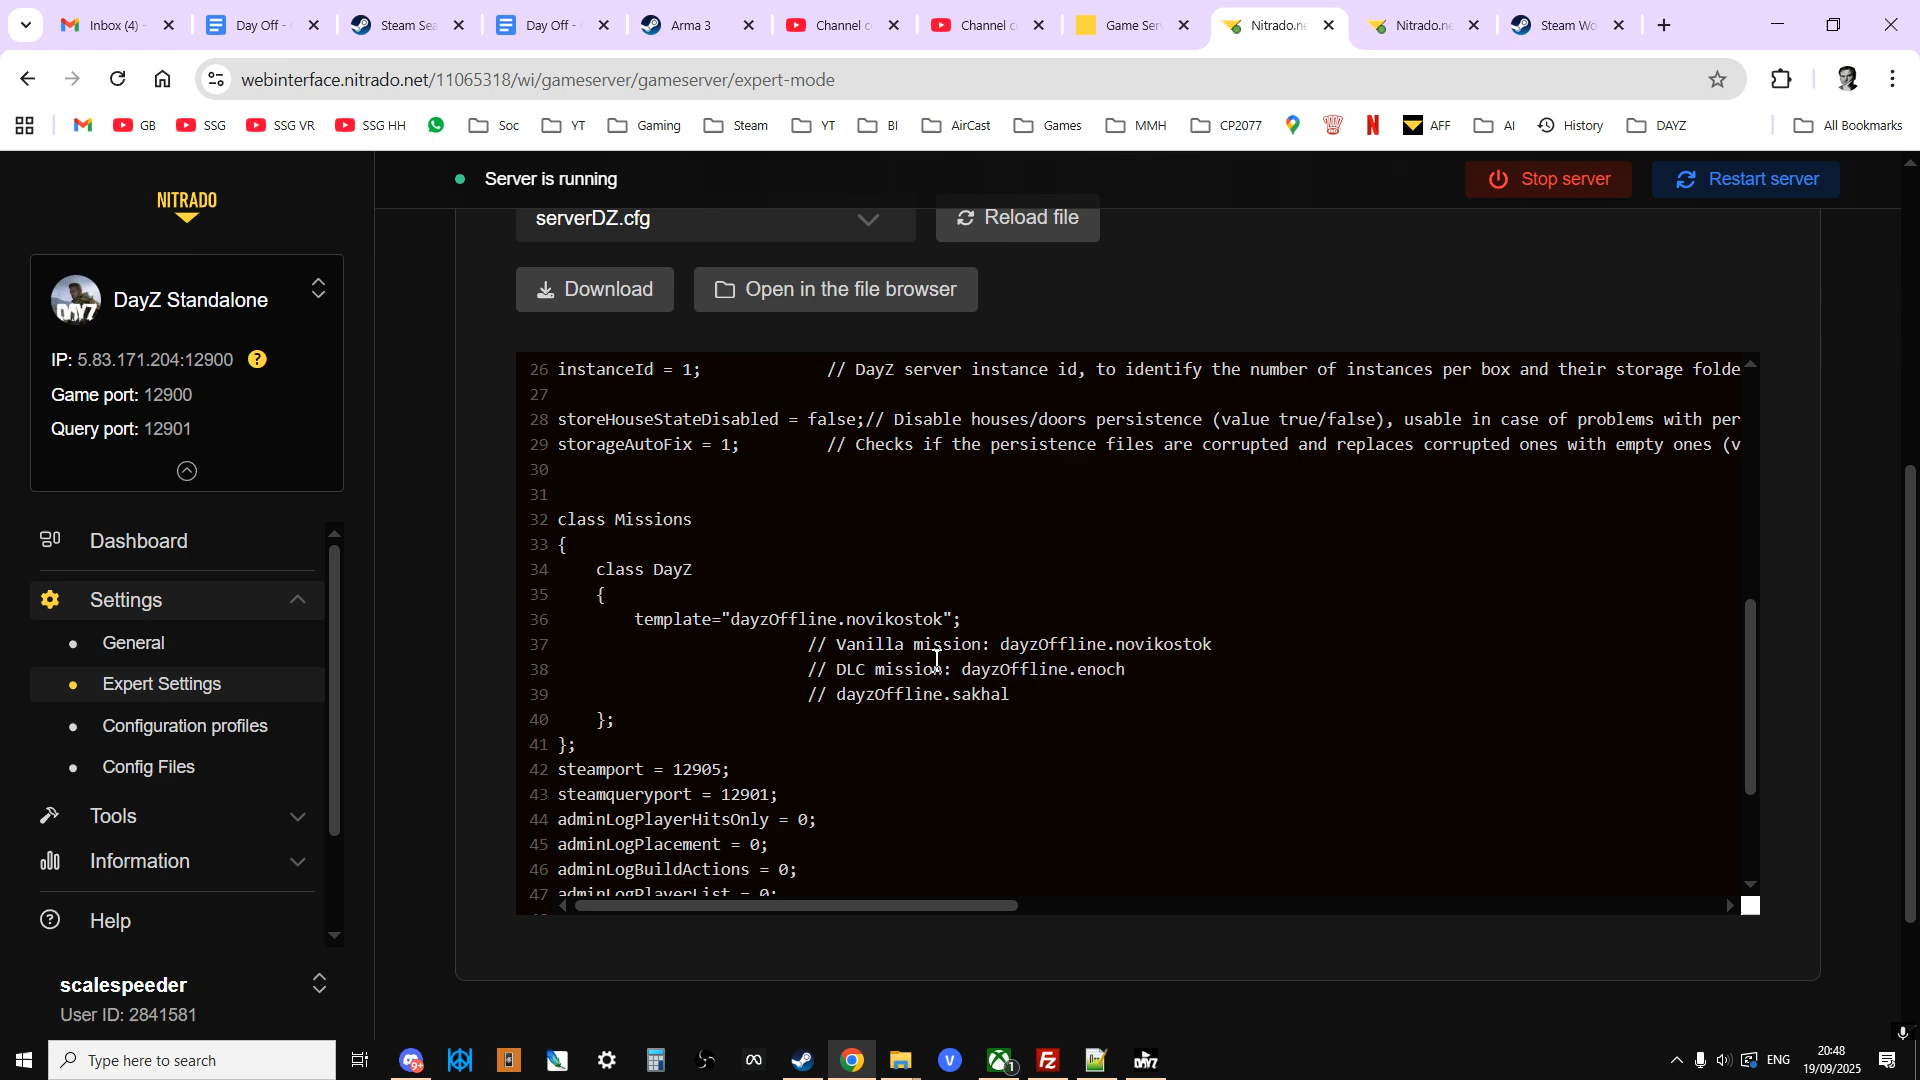 Inbox (4)
Day Off -
Steam Sea
Day Off -
Arma 3
Channel c
Channel c
Game Ser
Nitrado.ne
Nitrado.ne
Steam Wo
webinterface.nitrado.net/11065318/wi/gameserver/gameserver/expert-mode
GB
SSG
SSG VR
SSG HH
Soc
YT
Gaming
Steam
YT
BI
AirCast
Games
MMH
CP2077
AFF
AI
History
DAYZ
All Bookmarks
NITRADO
Server is running
Stop server
Restart server
DayZ Standalone
IP: 5.83.171.204:12900
Game port: 12900
Query port: 12901
Dashboard
Settings
General
Expert Settings
Configuration profiles
Config Files
Tools
Information
Help
scalespeeder
User ID: 2841581
serverDZ.cfg
Reload file
Download
Open in the file browser
26 instanceId = 1; // DayZ server instance id, to identify the number of instances per box and their storage folde
27
28 storeHouseStateDisabled = false;// Disable houses/doors persistence (value true/false), usable in case of problems with per
29 storageAutoFix = 1; // Checks if the persistence files are corrupted and replaces corrupted ones with empty ones (v
30
31
32 class Missions
33 {
34 class DayZ
35 {
36 template="dayzOffline.novikostok";
37 // Vanilla mission: dayzOffline.novikostok
38 // DLC mission: dayzOffline.enoch
39 // dayzOffline.sakhal
40 };
41 };
42 steamport = 12905;
43 steamqueryport = 12901;
44 adminLogPlayerHitsOnly = 0;
45 adminLogPlacement = 0;
46 adminLogBuildActions = 0;
47 adminLogPlayerList = 0;
Type here to search
ENG
20:48
19/09/2025